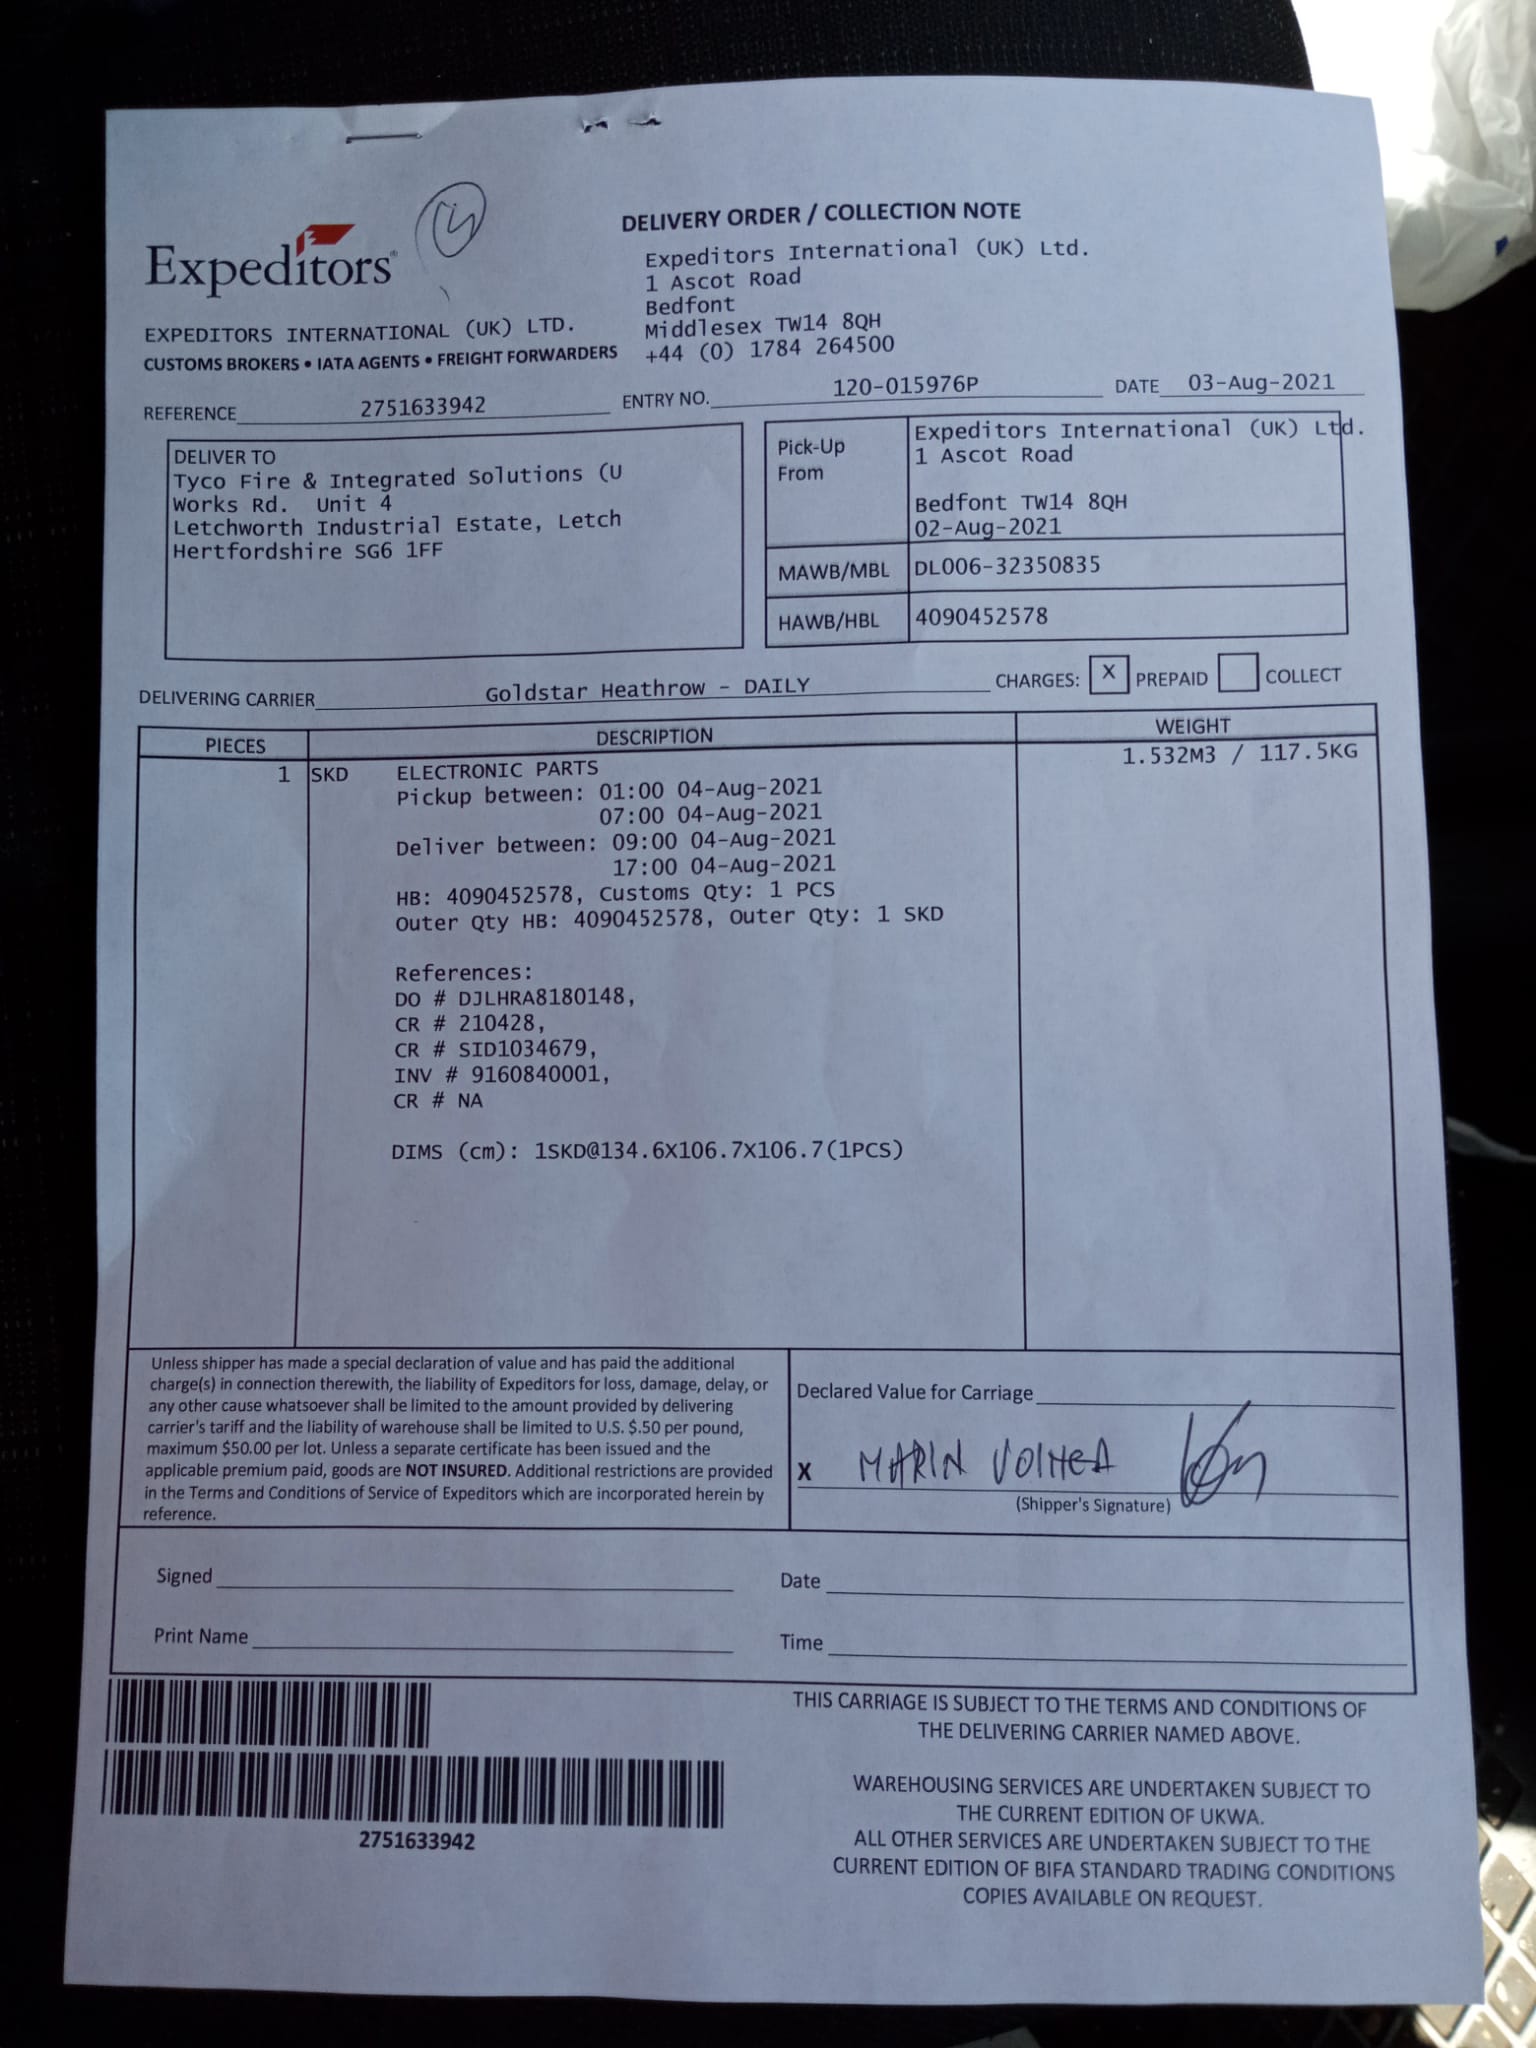 Expeditors®
DELIVERY ORDER / COLLECTION NOTE
Expeditors International (UK) Ltd.
1 Ascot Road
Bedfont
Middlesex TW14 8QH
+44 (0) 1784 264500
EXPEDITORS INTERNATIONAL (UK) LTD.
CUSTOMS BROKERS • IATA AGENTS • FREIGHT FORWARDERS
REFERENCE 2751633942 ENTRY NO. 120-015976P DATE 03-Aug-2021
DELIVER TO
Tyco Fire & Integrated Solutions (U
Works Rd. Unit 4
Letchworth Industrial Estate, Letch
Hertfordshire SG6 1FF
Pick-Up
From
Expeditors International (UK) Ltd.
1 Ascot Road
Bedfont TW14 8QH
02-Aug-2021
MAWB/MBL DL006-32350835
HAWB/HBL 4090452578
DELIVERING CARRIER Goldstar Heathrow - DAILY CHARGES: X PREPAID COLLECT
PIECES DESCRIPTION WEIGHT
1 SKD ELECTRONIC PARTS 1.532M3 / 117.5KG
Pickup between: 01:00 04-Aug-2021
07:00 04-Aug-2021
Deliver between: 09:00 04-Aug-2021
17:00 04-Aug-2021
HB: 4090452578, Customs Qty: 1 PCS
Outer Qty HB: 4090452578, Outer Qty: 1 SKD
References:
DO # DJLHRA8180148,
CR # 210428,
CR # SID1034679,
INV # 9160840001,
CR # NA
DIMS (cm): 1SKD@134.6X106.7X106.7(1PCS)
Unless shipper has made a special declaration of value and has paid the additional
charge(s) in connection therewith, the liability of Expeditors for loss, damage, delay, or
any other cause whatsoever shall be limited to the amount provided by delivering
carrier's tariff and the liability of warehouse shall be limited to U.S. $.50 per pound,
maximum $50.00 per lot. Unless a separate certificate has been issued and the
applicable premium paid, goods are NOT INSURED. Additional restrictions are provided
in the Terms and Conditions of Service of Expeditors which are incorporated herein by
reference.
Declared Value for Carriage
X MARIN VOINEA
(Shipper's Signature)
Signed Date
Print Name Time
2751633942
THIS CARRIAGE IS SUBJECT TO THE TERMS AND CONDITIONS OF
THE DELIVERING CARRIER NAMED ABOVE.
WAREHOUSING SERVICES ARE UNDERTAKEN SUBJECT TO
THE CURRENT EDITION OF UKWA.
ALL OTHER SERVICES ARE UNDERTAKEN SUBJECT TO THE
CURRENT EDITION OF BIFA STANDARD TRADING CONDITIONS
COPIES AVAILABLE ON REQUEST.